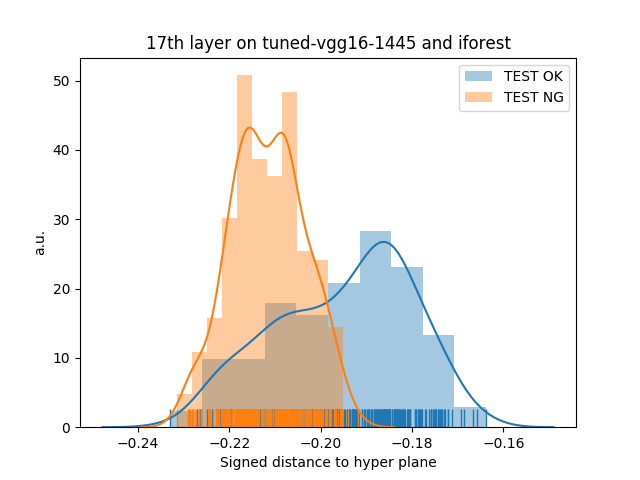 17th layer on tuned-vgg16-1445 and iforest
TEST OK
TEST NG
50
40
30
20
10
0
a.u.
−0.24
−0.22
−0.20
−0.18
−0.16
Signed distance to hyper plane